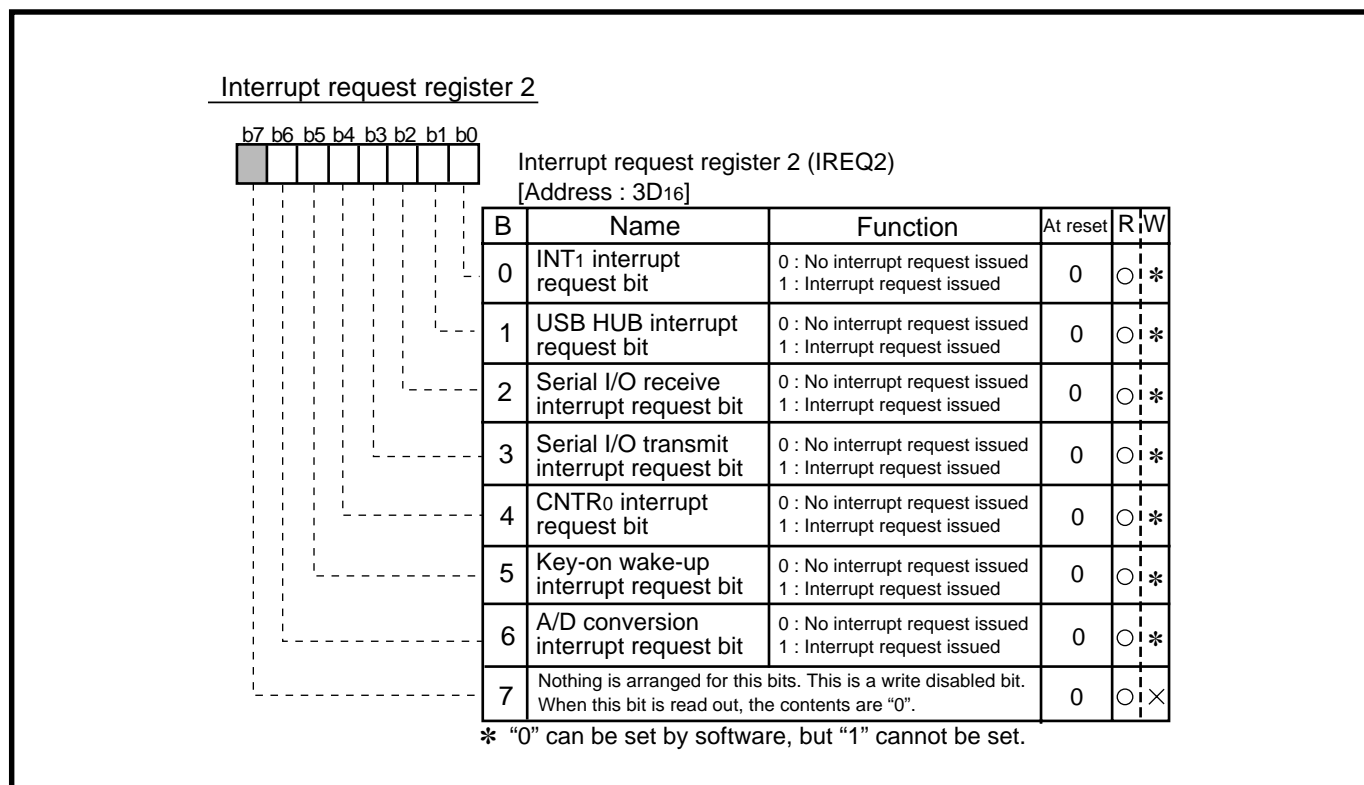 Interrupt request register 2
b7 b6 b5 b4 b3 b2 b1 b0
Interrupt request register 2 (IREQ2)
[Address : 3D16]
B Name Function At reset R W
0 INT1 interrupt request bit 0 : No interrupt request issued 1 : Interrupt request issued 0 ○ ✻
1 USB HUB interrupt request bit 0 : No interrupt request issued 1 : Interrupt request issued 0 ○ ✻
2 Serial I/O receive interrupt request bit 0 : No interrupt request issued 1 : Interrupt request issued 0 ○ ✻
3 Serial I/O transmit interrupt request bit 0 : No interrupt request issued 1 : Interrupt request issued 0 ○ ✻
4 CNTR0 interrupt request bit 0 : No interrupt request issued 1 : Interrupt request issued 0 ○ ✻
5 Key-on wake-up interrupt request bit 0 : No interrupt request issued 1 : Interrupt request issued 0 ○ ✻
6 A/D conversion interrupt request bit 0 : No interrupt request issued 1 : Interrupt request issued 0 ○ ✻
7 Nothing is arranged for this bits. This is a write disabled bit. When this bit is read out, the contents are “0”. 0 ○ ×
✻ “0” can be set by software, but “1” cannot be set.